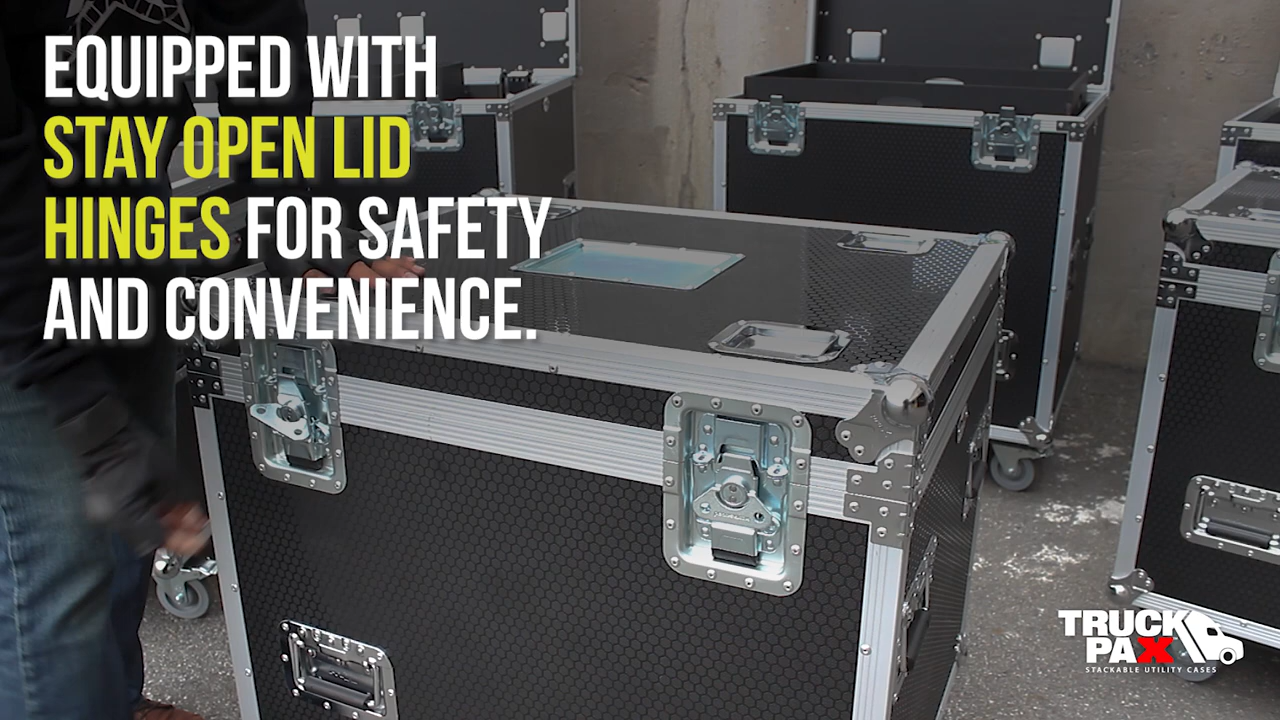 EQUIPPED WITH
STAY OPEN LID
HINGES FOR SAFETY
AND CONVENIENCE.
TRUCK
PAX
STACKABLE UTILITY CASES